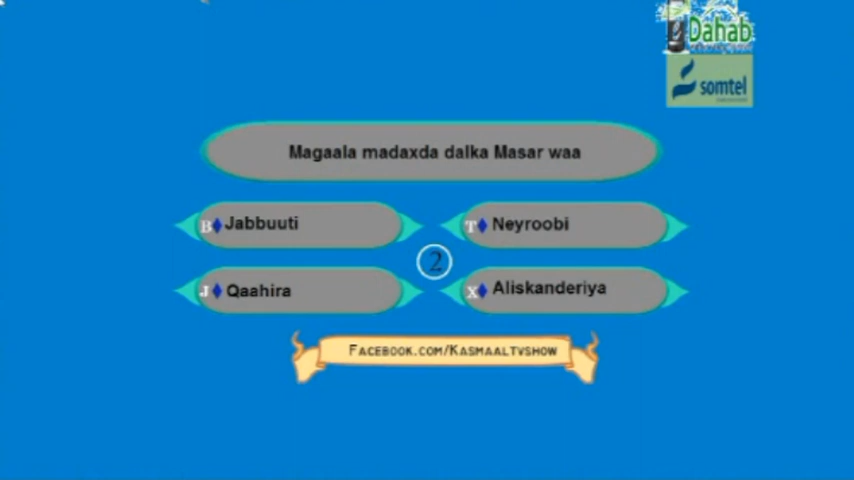 Dahab
somtel
Magaala madaxda dalka Masar waa
B Jabbuuti
T Neyroobi
2
J Qaahira
X Aliskanderiya
FACEBOOK.COM/KASMAALTVSHOW